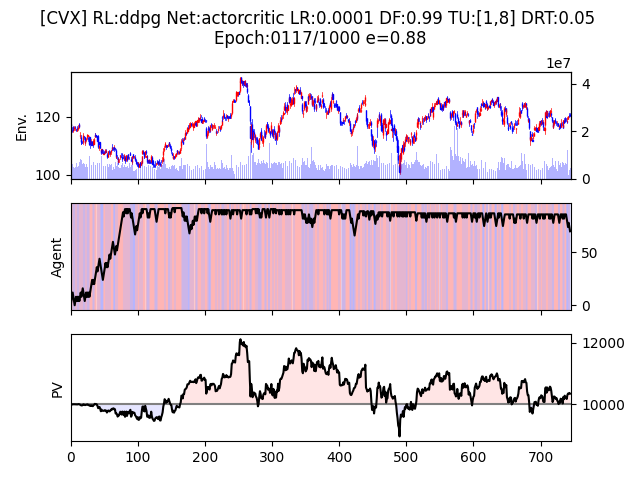 [CVX] RL:ddpg Net:actorcritic LR:0.0001 DF:0.99 TU:[1,8] DRT:0.05
Epoch:0117/1000 e=0.88
1e7
Env.
120
100
4
2
0
Agent
50
0
PV
12000
10000
0 100 200 300 400 500 600 700